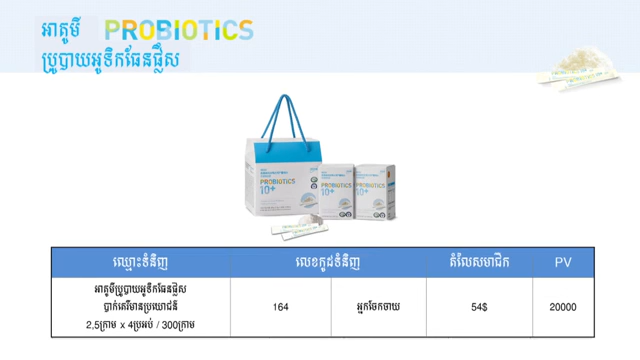 អាតូមី PROBIOTICS
ប្រូបាយអូទិកធែនផ្លឹស
PROBIOTICS
10+
ឈ្មោះទំនិញ លេខកូដទំនិញ តំលៃសមាជិក PV
អាតូមីប្រូបាយអូទិកធែនផ្លឹស
បាក់តេរីមានប្រយោជន៍
2,5ក្រាម x 4ប្រអប់ / 300ក្រាម
164 អ្នកចែកចាយ 54$ 20000